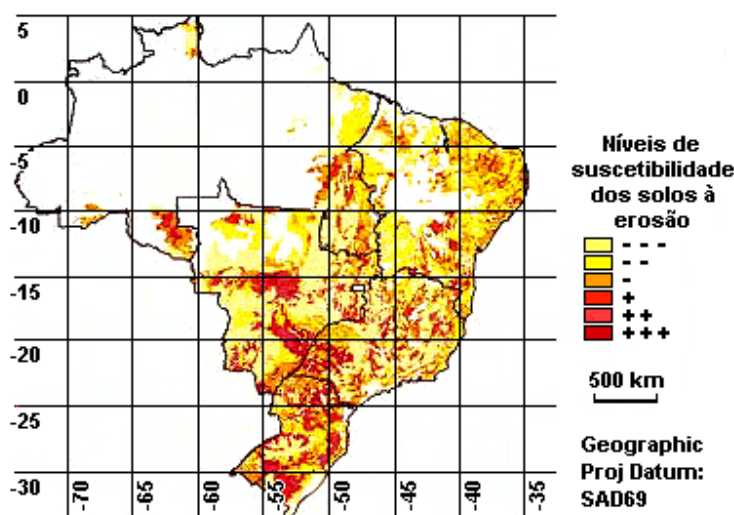 5
0
-5
-10
-15
-20
-25
-30
-70
-65
-60
-55
-50
-45
-40
-35
Níveis de
suscetibilidade
dos solos à
erosão
- - -
- -
-
+
+ +
+ + +
500 km
Geographic
Proj Datum:
SAD69